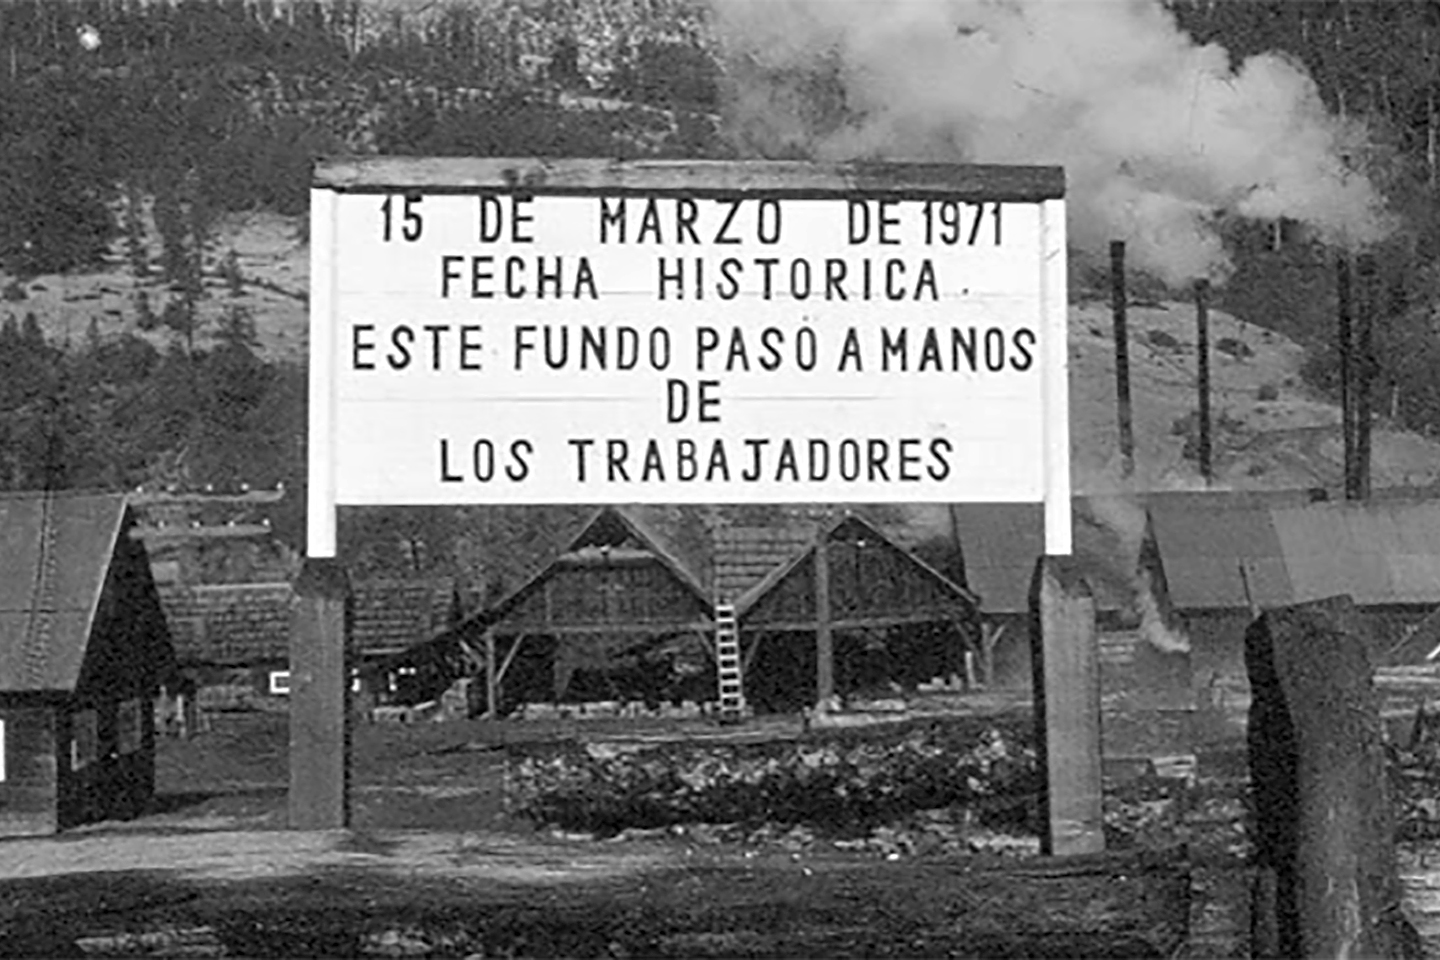 15 DE MARZO DE 1971
FECHA HISTORICA.
ESTE FUNDO PASÓ A MANOS
DE
LOS TRABAJADORES